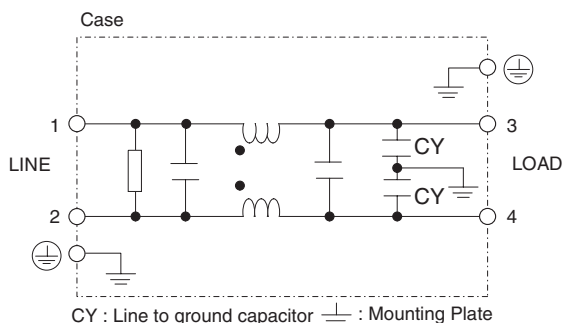 Case
1
3
CY
LINE
LOAD
CY
2
4
CY : Line to ground capacitor : Mounting Plate